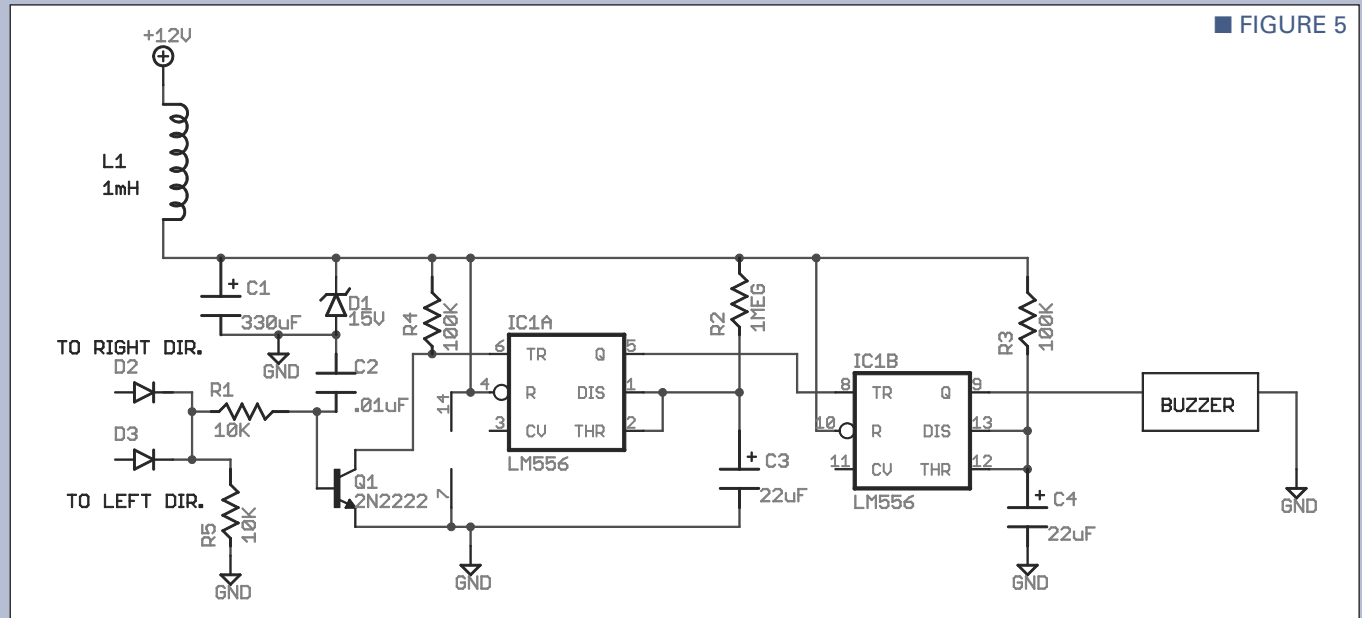 ■ FIGURE 5
+12V
L1
1mH
C1
330uF
D1
15V
R4
100K
R2
1MEG
R3
100K
IC1A
TO RIGHT DIR.
D2
GND
C2
.01uF
R1
10K
6
TR
Q
5
4
R
DIS
1
14
3
CV
THR
2
LM556
IC1B
8
TR
Q
9
10
R
DIS
13
11
CV
THR
12
LM556
BUZZER
D3
TO LEFT DIR.
Q1
2N2222
7
C3
22uF
C4
22uF
R5
10K
GND
GND
GND
GND
+
+
+